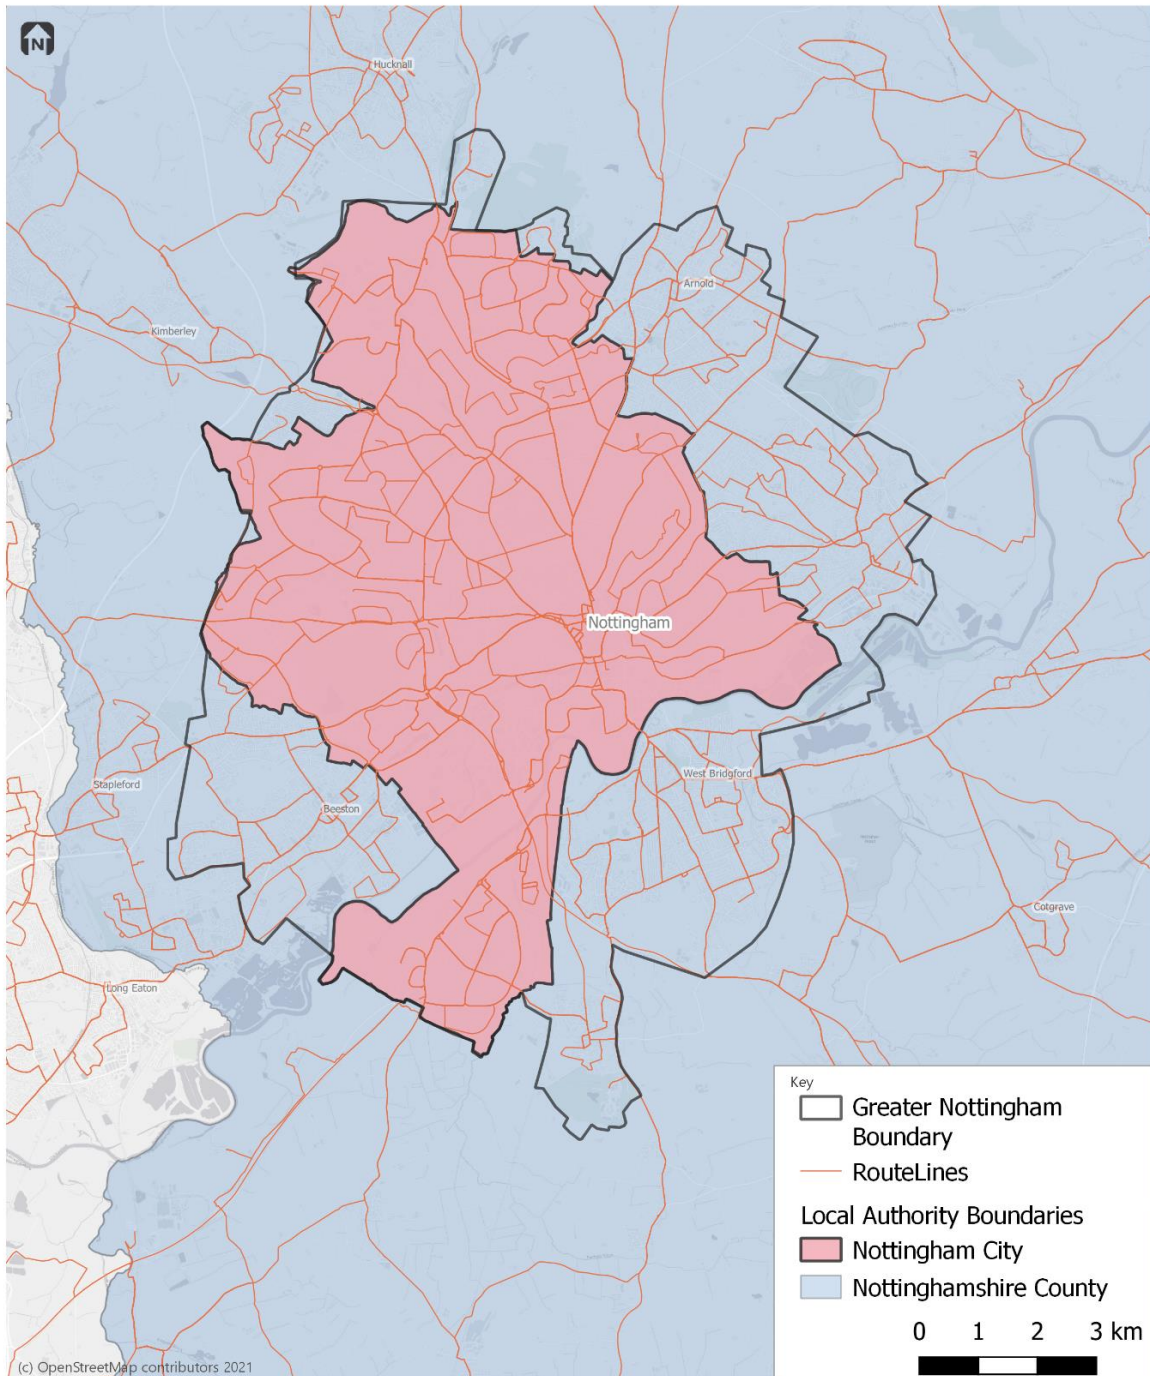 N
Hucknall
Arnold
Kimberley
Nottingham
West Bridgford
Stapleford
Beeston
Cotgrave
Long Eaton
Key
Greater Nottingham
Boundary
RouteLines
Local Authority Boundaries
Nottingham City
Nottinghamshire County
0 1 2 3 km
(c) OpenStreetMap contributors 2021